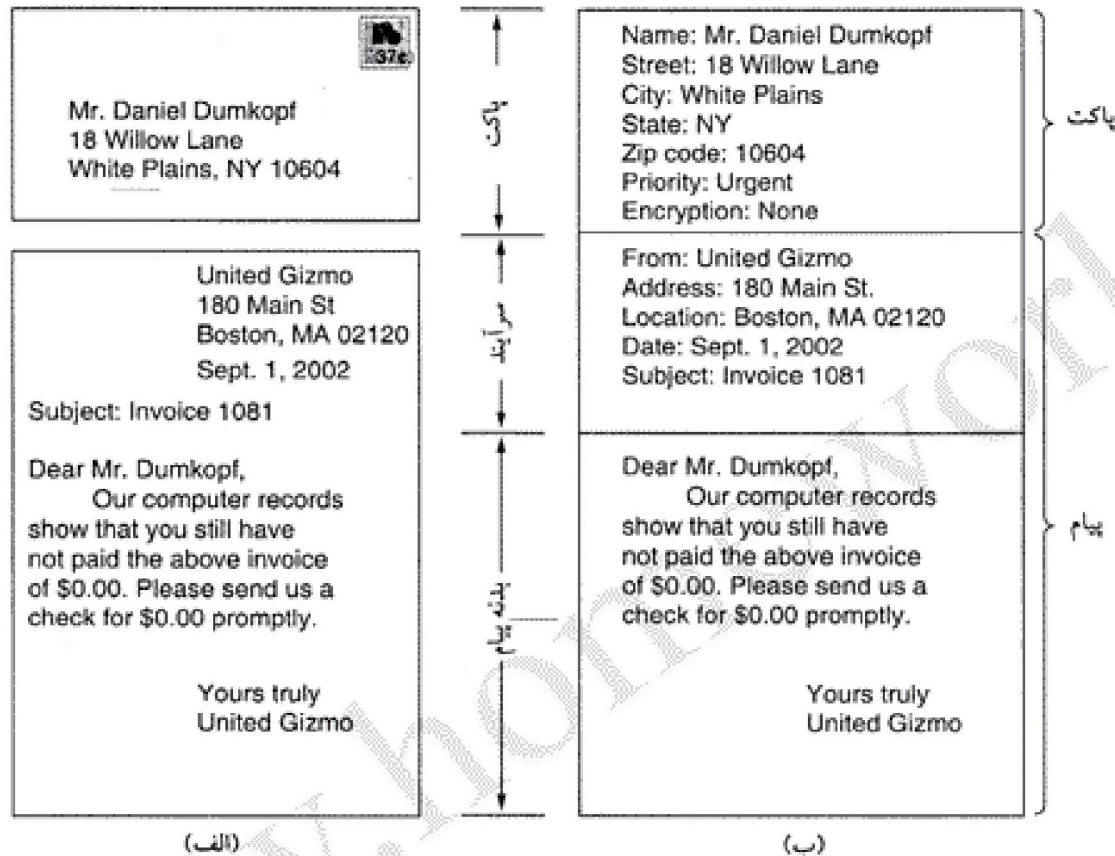 37¢
Mr. Daniel Dumkopf
18 Willow Lane
White Plains, NY 10604
United Gizmo
180 Main St
Boston, MA 02120
Sept. 1, 2002
Subject: Invoice 1081
Dear Mr. Dumkopf,
Our computer records
show that you still have
not paid the above invoice
of $0.00. Please send us a
check for $0.00 promptly.
Yours truly
United Gizmo
(الف)
پاکت
سرآیند
بدنه پیام
Name: Mr. Daniel Dumkopf
Street: 18 Willow Lane
City: White Plains
State: NY
Zip code: 10604
Priority: Urgent
Encryption: None
From: United Gizmo
Address: 180 Main St.
Location: Boston, MA 02120
Date: Sept. 1, 2002
Subject: Invoice 1081
Dear Mr. Dumkopf,
Our computer records
show that you still have
not paid the above invoice
of $0.00. Please send us a
check for $0.00 promptly.
Yours truly
United Gizmo
(ب)
پاکت
پیام